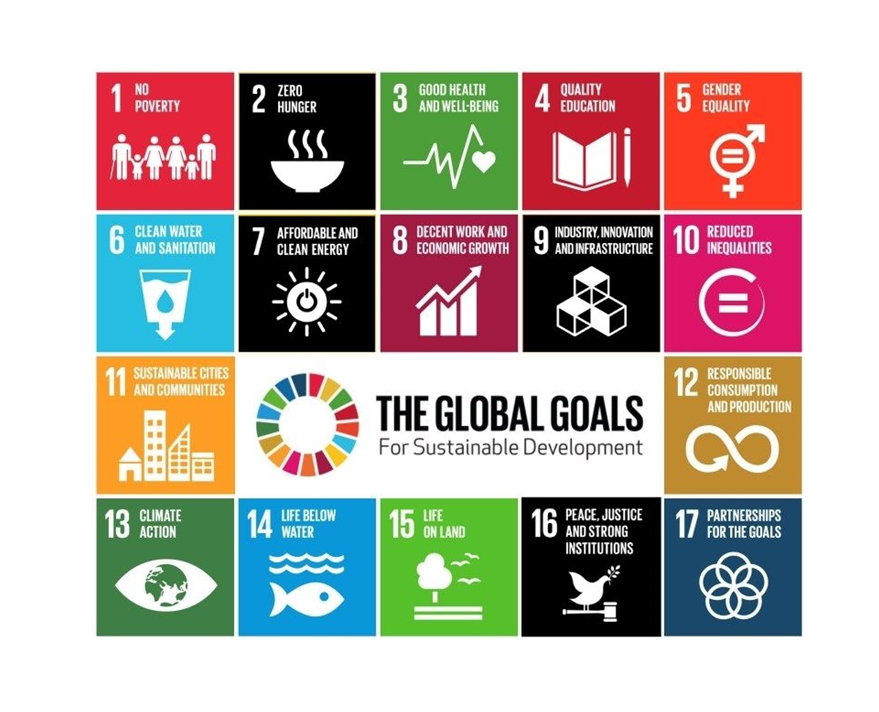 1 NO
POVERTY
2 ZERO
HUNGER
3 GOOD HEALTH
AND WELL-BEING
4 QUALITY
EDUCATION
5 GENDER
EQUALITY
6 CLEAN WATER
AND SANITATION
7 AFFORDABLE AND
CLEAN ENERGY
8 DECENT WORK AND
ECONOMIC GROWTH
9 INDUSTRY, INNOVATION
AND INFRASTRUCTURE
10 REDUCED
INEQUALITIES
11 SUSTAINABLE CITIES
AND COMMUNITIES
THE GLOBAL GOALS
For Sustainable Development
12 RESPONSIBLE
CONSUMPTION
AND PRODUCTION
13 CLIMATE
ACTION
14 LIFE BELOW
WATER
15 LIFE
ON LAND
16 PEACE, JUSTICE
AND STRONG
INSTITUTIONS
17 PARTNERSHIPS
FOR THE GOALS